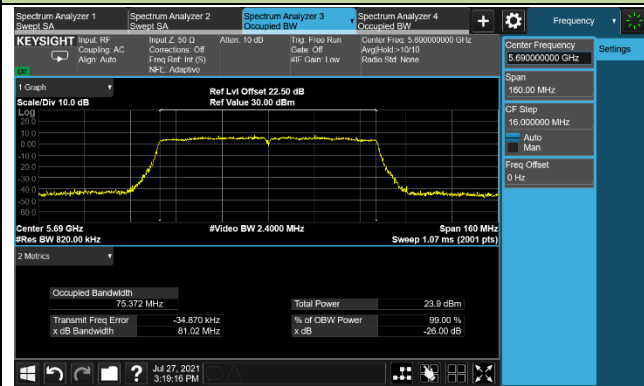 Spectrum Analyzer 1
Swept SA
Spectrum Analyzer 2
Swept SA
Spectrum Analyzer 3
Occupied BW
Spectrum Analyzer 4
Occupied BW
+
Frequency
KEYSIGHT
Input: RF
Coupling: AC
Align: Auto
Input Z: 50 Ω
Corrections: Off
Freq Ref: Int (S)
NFE: Adaptive
Atten: 10 dB
Trig: Free Run
Gate: Off
#IF Gain: Low
Center Freq: 5.690000000 GHz
Avg|Hold:>10/10
Radio Std: None
Center Frequency
5.690000000 GHz
Settings
Span
160.00 MHz
CF Step
16.000000 MHz
Auto
Man
Freq Offset
0 Hz
1 Graph
Scale/Div 10.0 dB
Ref Lvl Offset 22.50 dB
Ref Value 30.00 dBm
Log
20.0
10.0
0.00
-10.0
-20.0
-30.0
-40.0
-50.0
-60.0
Center 5.69 GHz
#Res BW 820.00 kHz
#Video BW 2.4000 MHz
Span 160 MHz
Sweep 1.07 ms (2001 pts)
2 Metrics
Occupied Bandwidth
75.372 MHz
Total Power 23.9 dBm
Transmit Freq Error -34.870 kHz
% of OBW Power 99.00 %
x dB Bandwidth 81.02 MHz
x dB -26.00 dB
?
Jul 27, 2021
3:19:16 PM